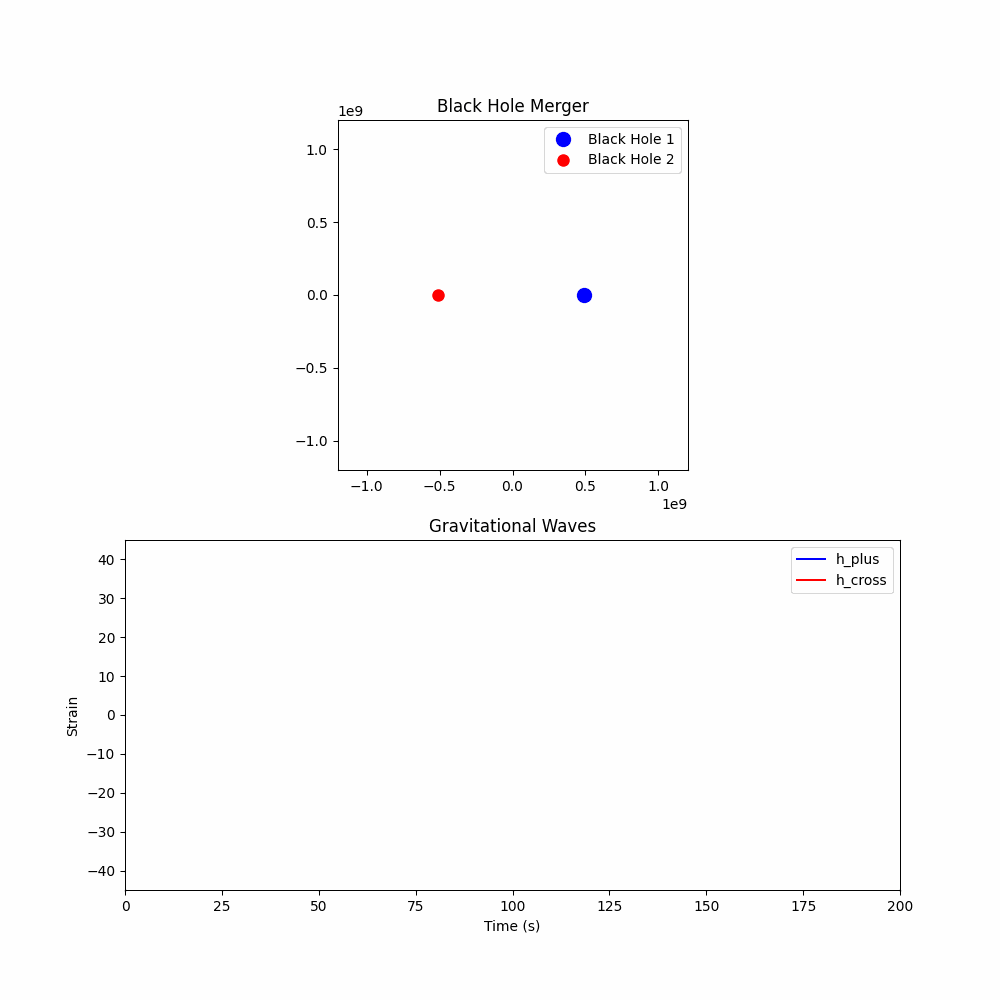 Black Hole Merger
1e9
Black Hole 1
Black Hole 2
1.0
0.5
0.0
−0.5
−1.0
−1.0 −0.5 0.0 0.5 1.0
1e9
Gravitational Waves
h_plus
h_cross
40
30
20
10
0
−10
−20
−30
−40
Strain
0 25 50 75 100 125 150 175 200
Time (s)